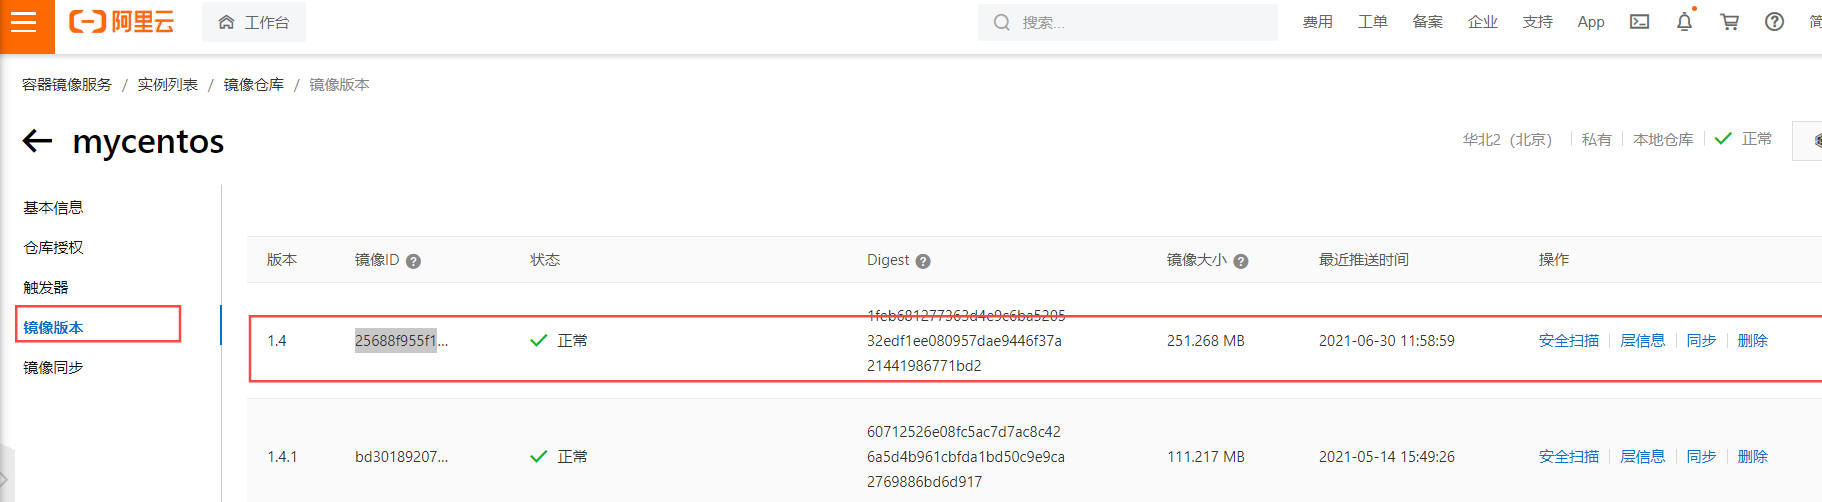 阿里云 工作台 搜索... 费用 工单 备案 企业 支持 App
容器镜像服务 / 实例列表 / 镜像仓库 / 镜像版本
mycentos 华北2（北京） 私有 本地仓库 正常
基本信息
仓库授权
触发器
镜像版本
镜像同步
版本 镜像ID 状态 Digest 镜像大小 最近推送时间 操作
1.4 25688f955f1... 正常 1feb681277363d4e9c6ba5205
32edf1ee080957dae9446f37a
21441986771bd2 251.268 MB 2021-06-30 11:58:59 安全扫描 层信息 同步 删除
1.4.1 bd30189207... 正常 60712526e08fc5ac7d7ac8c42
6a5d4b961cbfda1bd50c9e9ca
2769886bd6d917 111.217 MB 2021-05-14 15:49:26 安全扫描 层信息 同步 删除